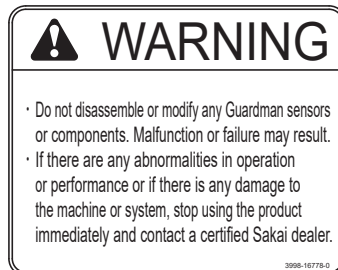 WARNING
· Do not disassemble or modify any Guardman sensors
or components. Malfunction or failure may result.
· If there are any abnormalities in operation
or performance or if there is any damage to
the machine or system, stop using the product
immediately and contact a certified Sakai dealer.
3998-16778-0